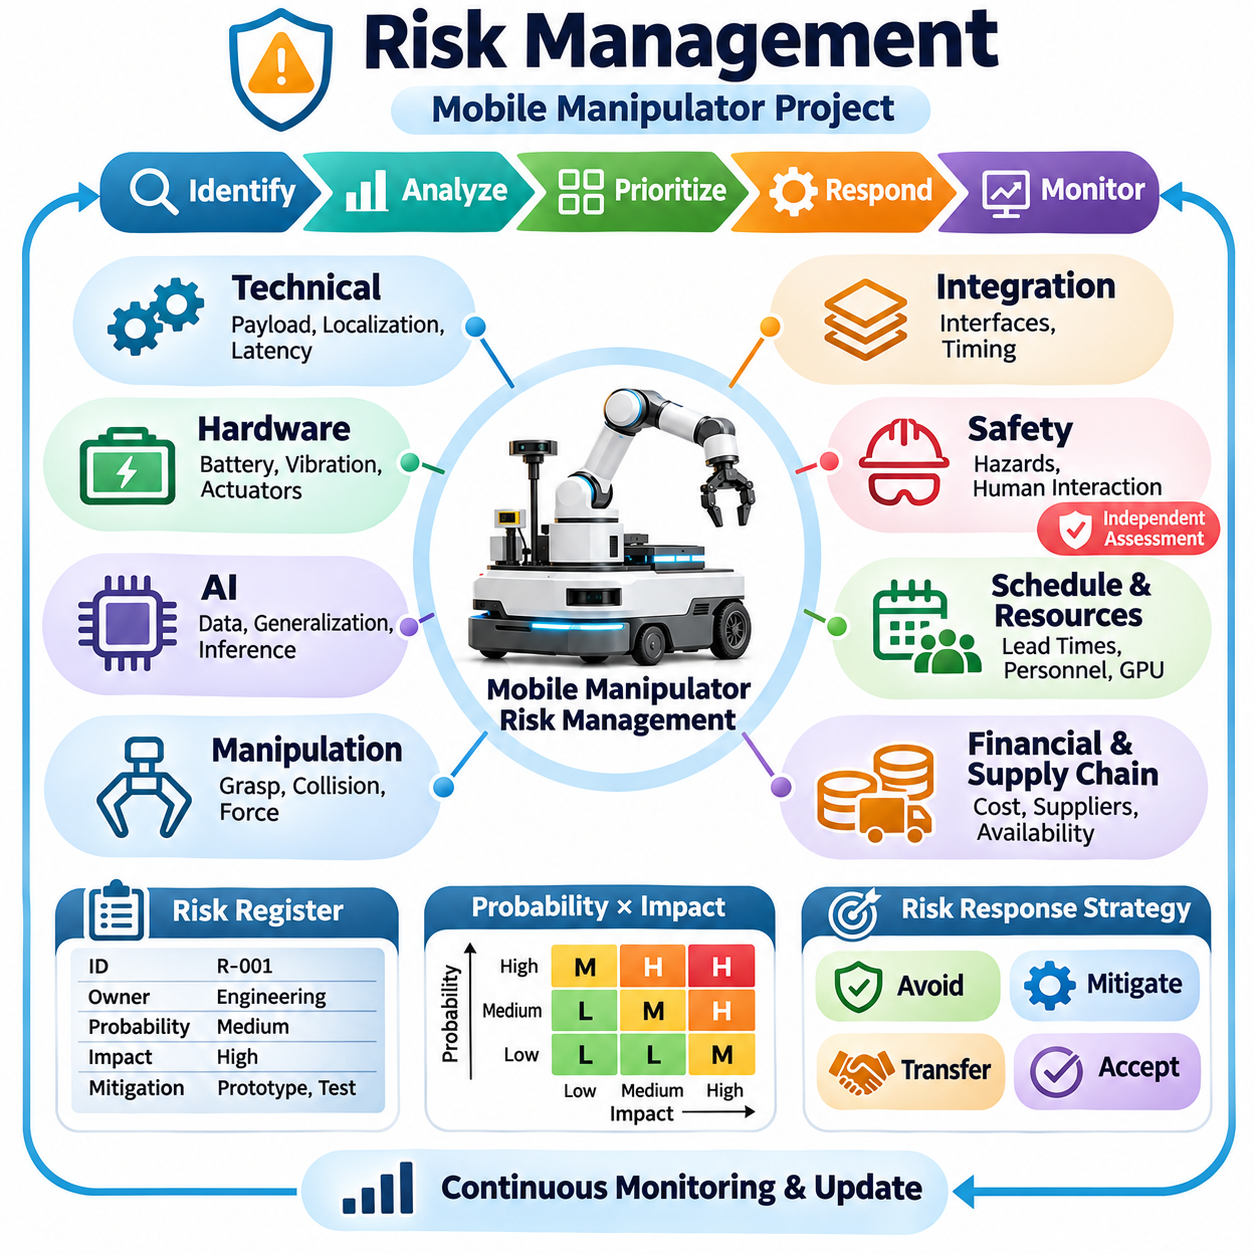 Risk Management
Mobile Manipulator Project
Identify
Analyze
Prioritize
Respond
Monitor
Technical
Payload, Localization,
Latency
Integration
Interfaces,
Timing
Hardware
Battery, Vibration,
Actuators
Safety
Hazards,
Human Interaction
Independent
Assessment
AI
Data, Generalization,
Inference
Schedule &
Resources
Lead Times,
Personnel, GPU
Mobile Manipulator
Risk Management
Manipulation
Grasp, Collision,
Force
Financial &
Supply Chain
Cost, Suppliers,
Availability
Risk Register
ID R-001
Owner Engineering
Probability Medium
Impact High
Mitigation Prototype, Test
Probability × Impact
Probability
High M H H
Medium L M H
Low L L M
Low Medium High
Impact
Risk Response Strategy
Avoid
Mitigate
Transfer
Accept
Continuous Monitoring & Update